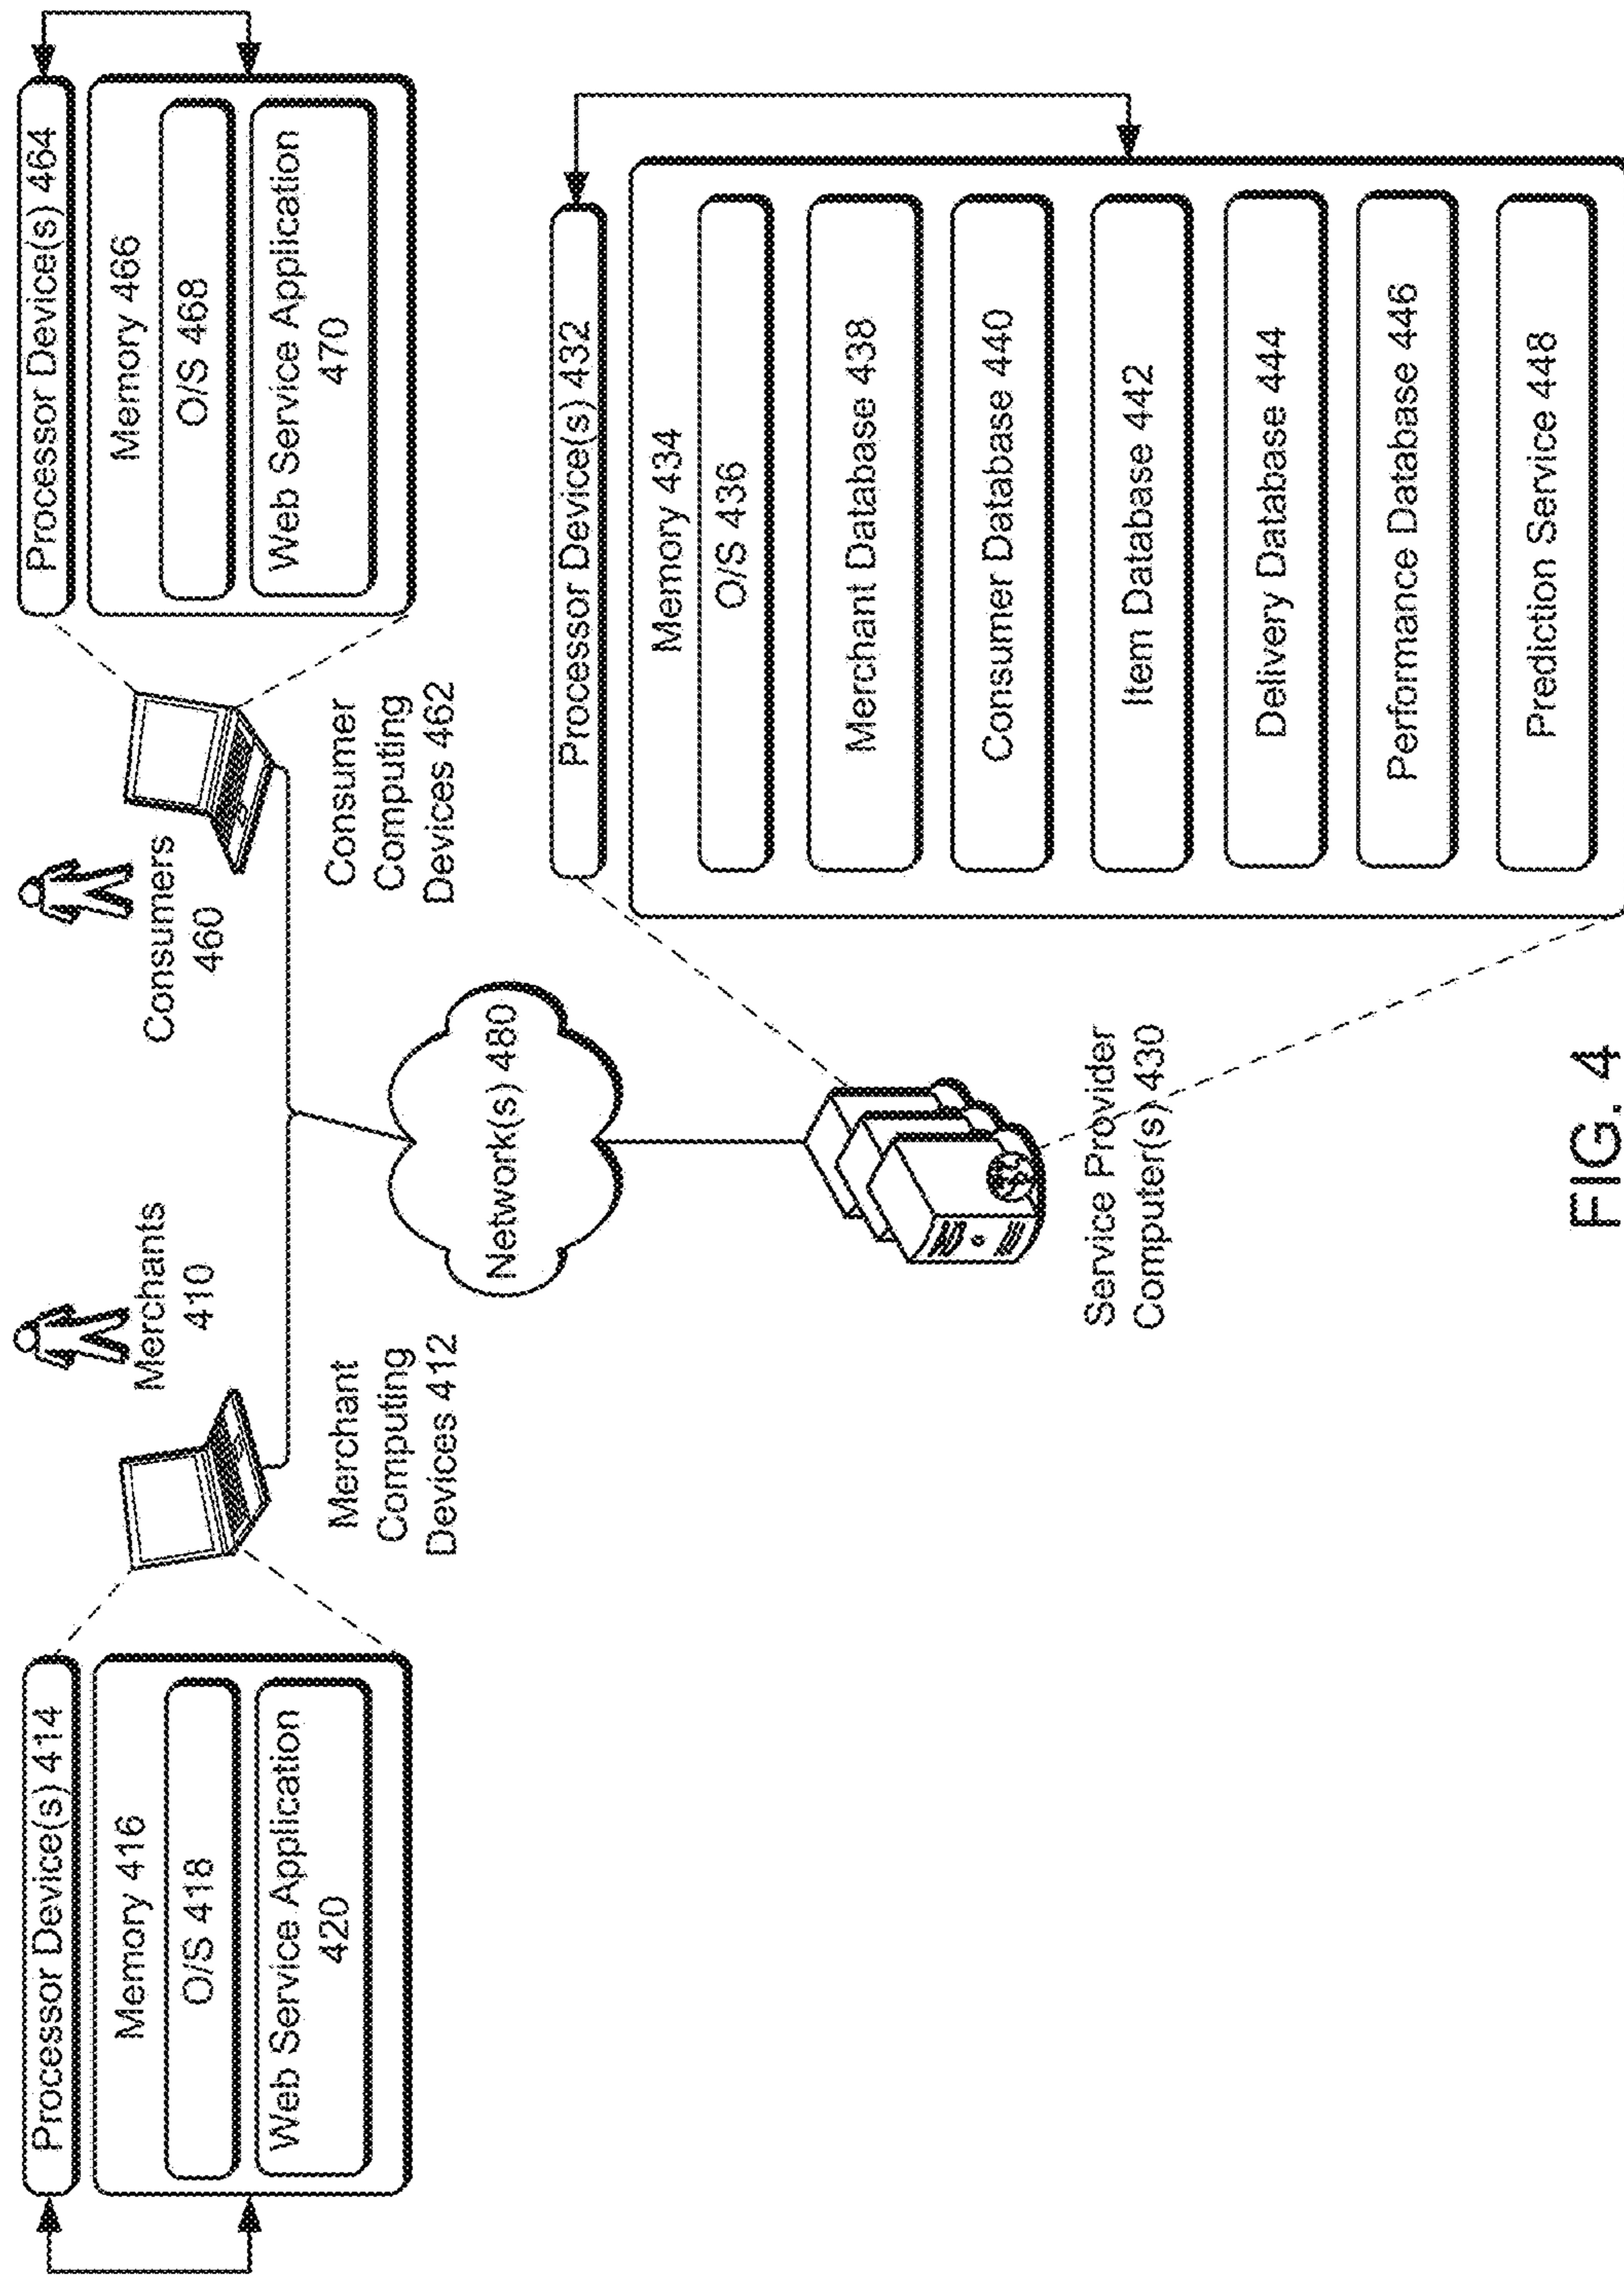 Processor Device(s) 414
Memory 416
O/S 418
Web Service Application
420
Merchants
410
Merchant
Computing
Devices 412
Consumers
460
Consumer
Computing
Devices 462
Processor Device(s) 464
Memory 466
O/S 468
Web Service Application
470
Network(s) 480
Service Provider
Computer(s) 430
Processor Device(s) 432
Memory 434
O/S 436
Merchant Database 438
Consumer Database 440
Item Database 442
Delivery Database 444
Performance Database 446
Prediction Service 448
FIG. 4